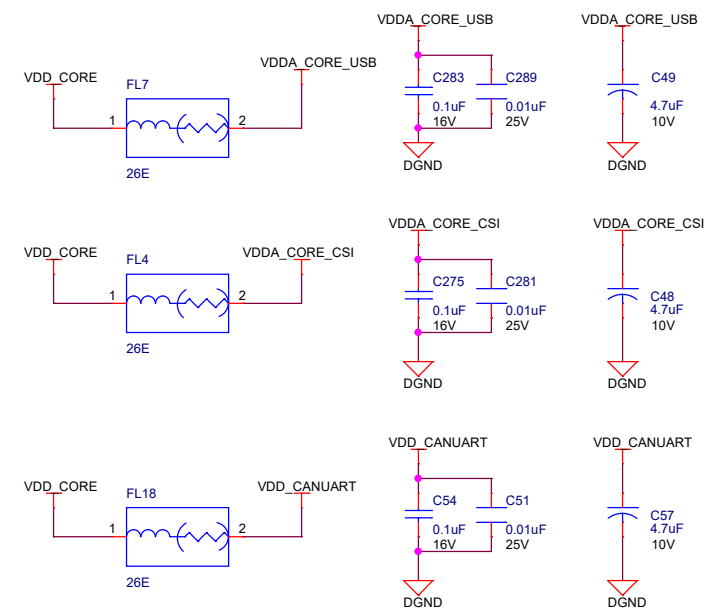 VDDA_CORE_USB
VDDA_CORE_USB
VDD_CORE
FL7
VDDA_CORE_USB
1
2
26E
C283
0.1uF
16V
C289
0.01uF
25V
C49
4.7uF
10V
DGND
DGND
VDDA_CORE_CSI
VDDA_CORE_CSI
VDD_CORE
FL4
VDDA_CORE_CSI
1
2
26E
C275
0.1uF
16V
C281
0.01uF
25V
C48
4.7uF
10V
DGND
DGND
VDD_CANUART
VDD_CANUART
VDD_CORE
FL18
VDD_CANUART
1
2
26E
C54
0.1uF
16V
C51
0.01uF
25V
C57
4.7uF
10V
DGND
DGND